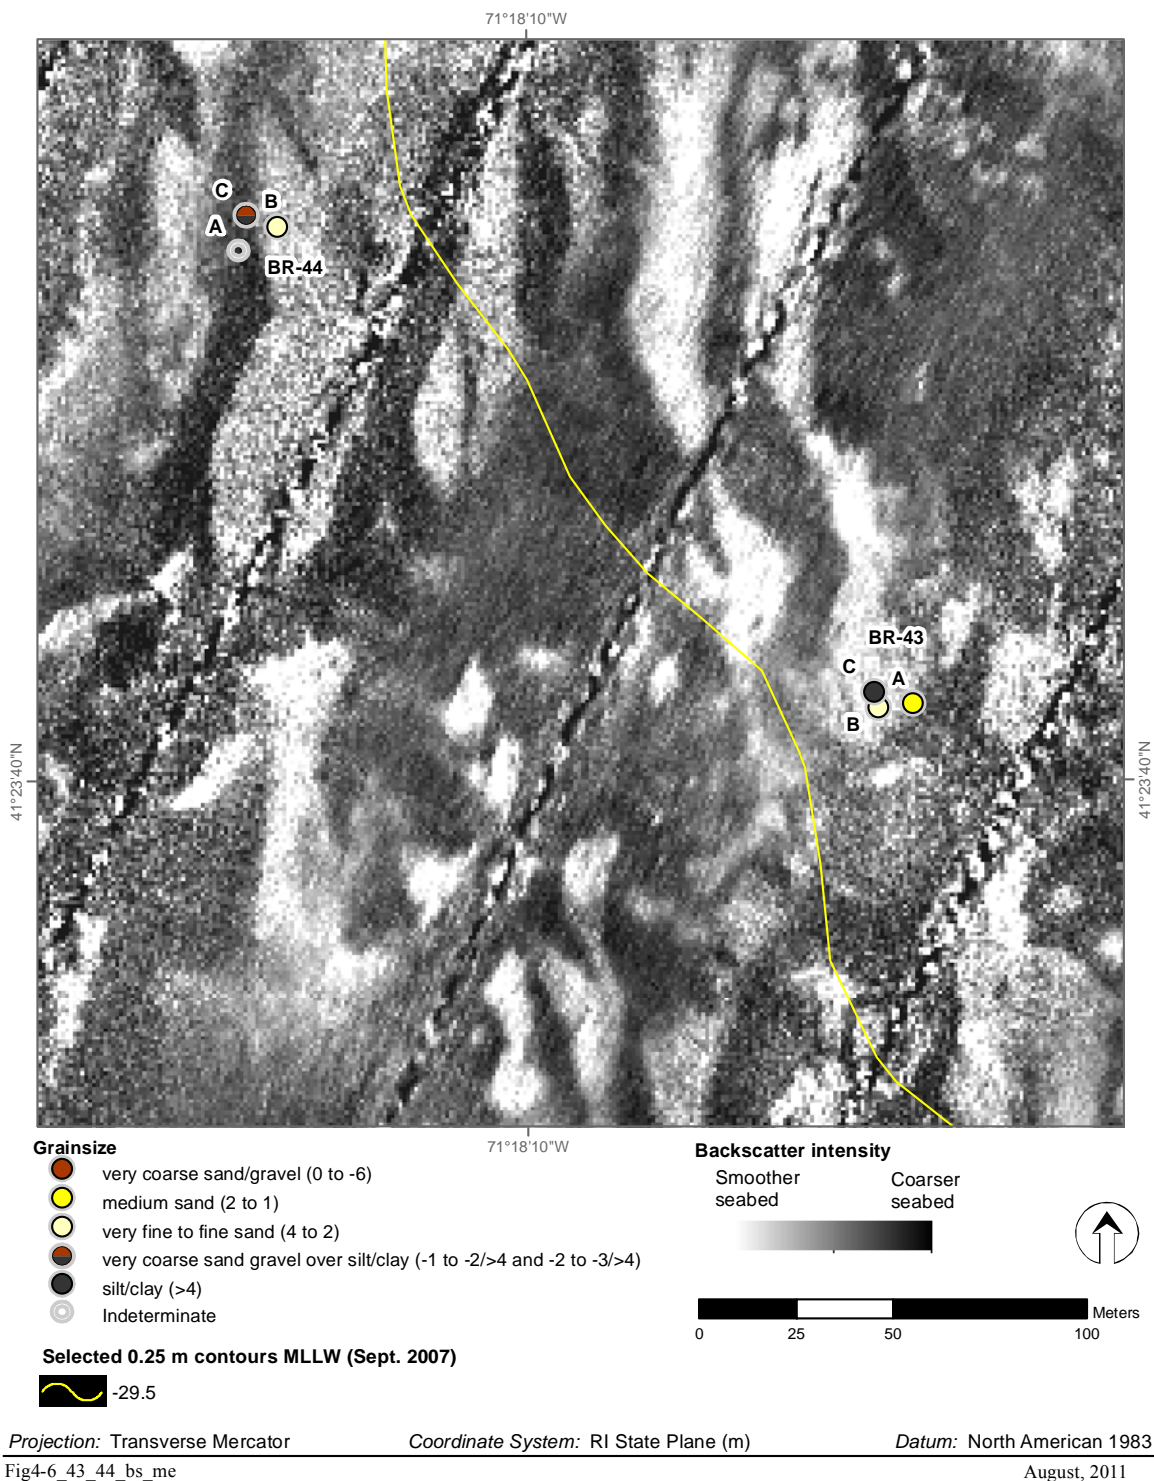 71°18'10"W
C
B
A
BR-44
BR-43
C
A
B
41°23'40"N
41°23'40"N
71°18'10"W
Grainsize
very coarse sand/gravel (0 to -6)
medium sand (2 to 1)
very fine to fine sand (4 to 2)
very coarse sand gravel over silt/clay (-1 to -2/>4 and -2 to -3/>4)
silt/clay (>4)
Indeterminate
Selected 0.25 m contours MLLW (Sept. 2007)
-29.5
Backscatter intensity
Smoother seabed
Coarser seabed
Meters
0 25 50 100
Projection: Transverse Mercator Coordinate System: RI State Plane (m) Datum: North American 1983
Fig4-6_43_44_bs_me August, 2011